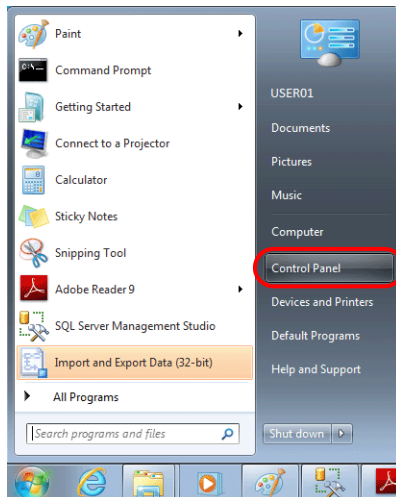 Paint
Command Prompt
Getting Started
Connect to a Projector
Calculator
Sticky Notes
Snipping Tool
Adobe Reader 9
SQL Server Management Studio
Import and Export Data (32-bit)
All Programs
Search programs and files
USER01
Documents
Pictures
Music
Computer
Control Panel
Devices and Printers
Default Programs
Help and Support
Shut down